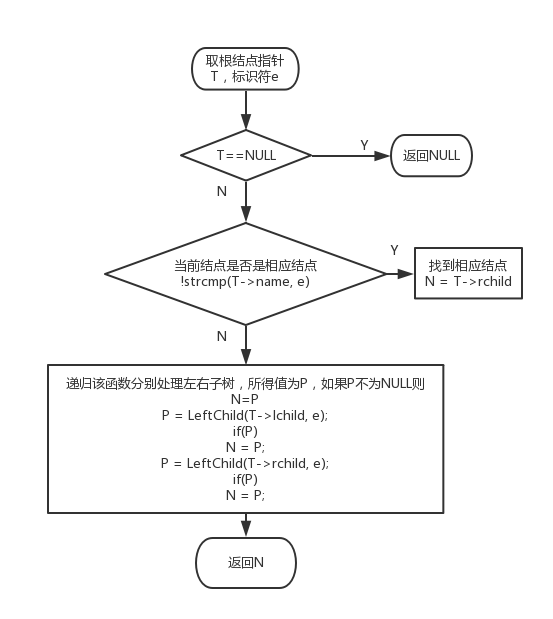 取根结点指针
T，标识符e
T==NULL
Y
返回NULL
N
当前结点是否是相应结点
!strcmp(T->name, e)
Y
找到相应结点
N = T->rchild
N
递归该函数分别处理左右子树，所得值为P，如果P不为NULL则
N=P
P = LeftChild(T->lchild, e);
if(P)
N = P;
P = LeftChild(T->rchild, e);
if(P)
N = P;
返回N